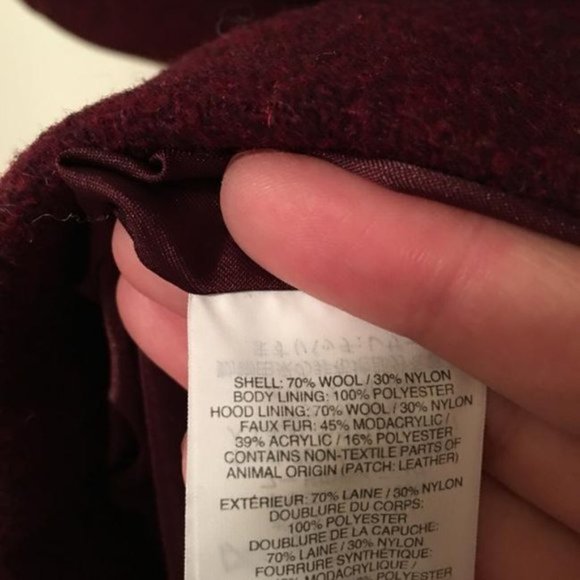 SHELL: 70% WOOL / 30% NYLON
BODY LINING: 100% POLYESTER
HOOD LINING: 70% WOOL / 30% NYLON
FAUX FUR: 45% MODACRYLIC /
39% ACRYLIC / 16% POLYESTER
CONTAINS NON-TEXTILE PARTS OF
ANIMAL ORIGIN (PATCH: LEATHER)
EXTÉRIEUR: 70% LAINE / 30% NYLON
DOUBLURE DU CORPS:
100% POLYESTER
DOUBLURE DE LA CAPUCHE:
70% LAINE / 30% NYLON
FOURRURE SYNTHÉTIQUE:
MODACRYLIQUE /